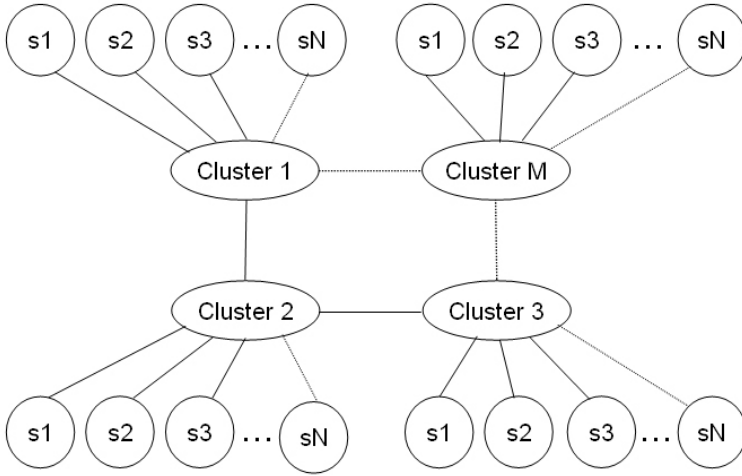 s1 s2 s3 ... sN s1 s2 s3 ... sN
Cluster 1 Cluster M
Cluster 2 Cluster 3
s1 s2 s3 ... sN s1 s2 s3 ... sN